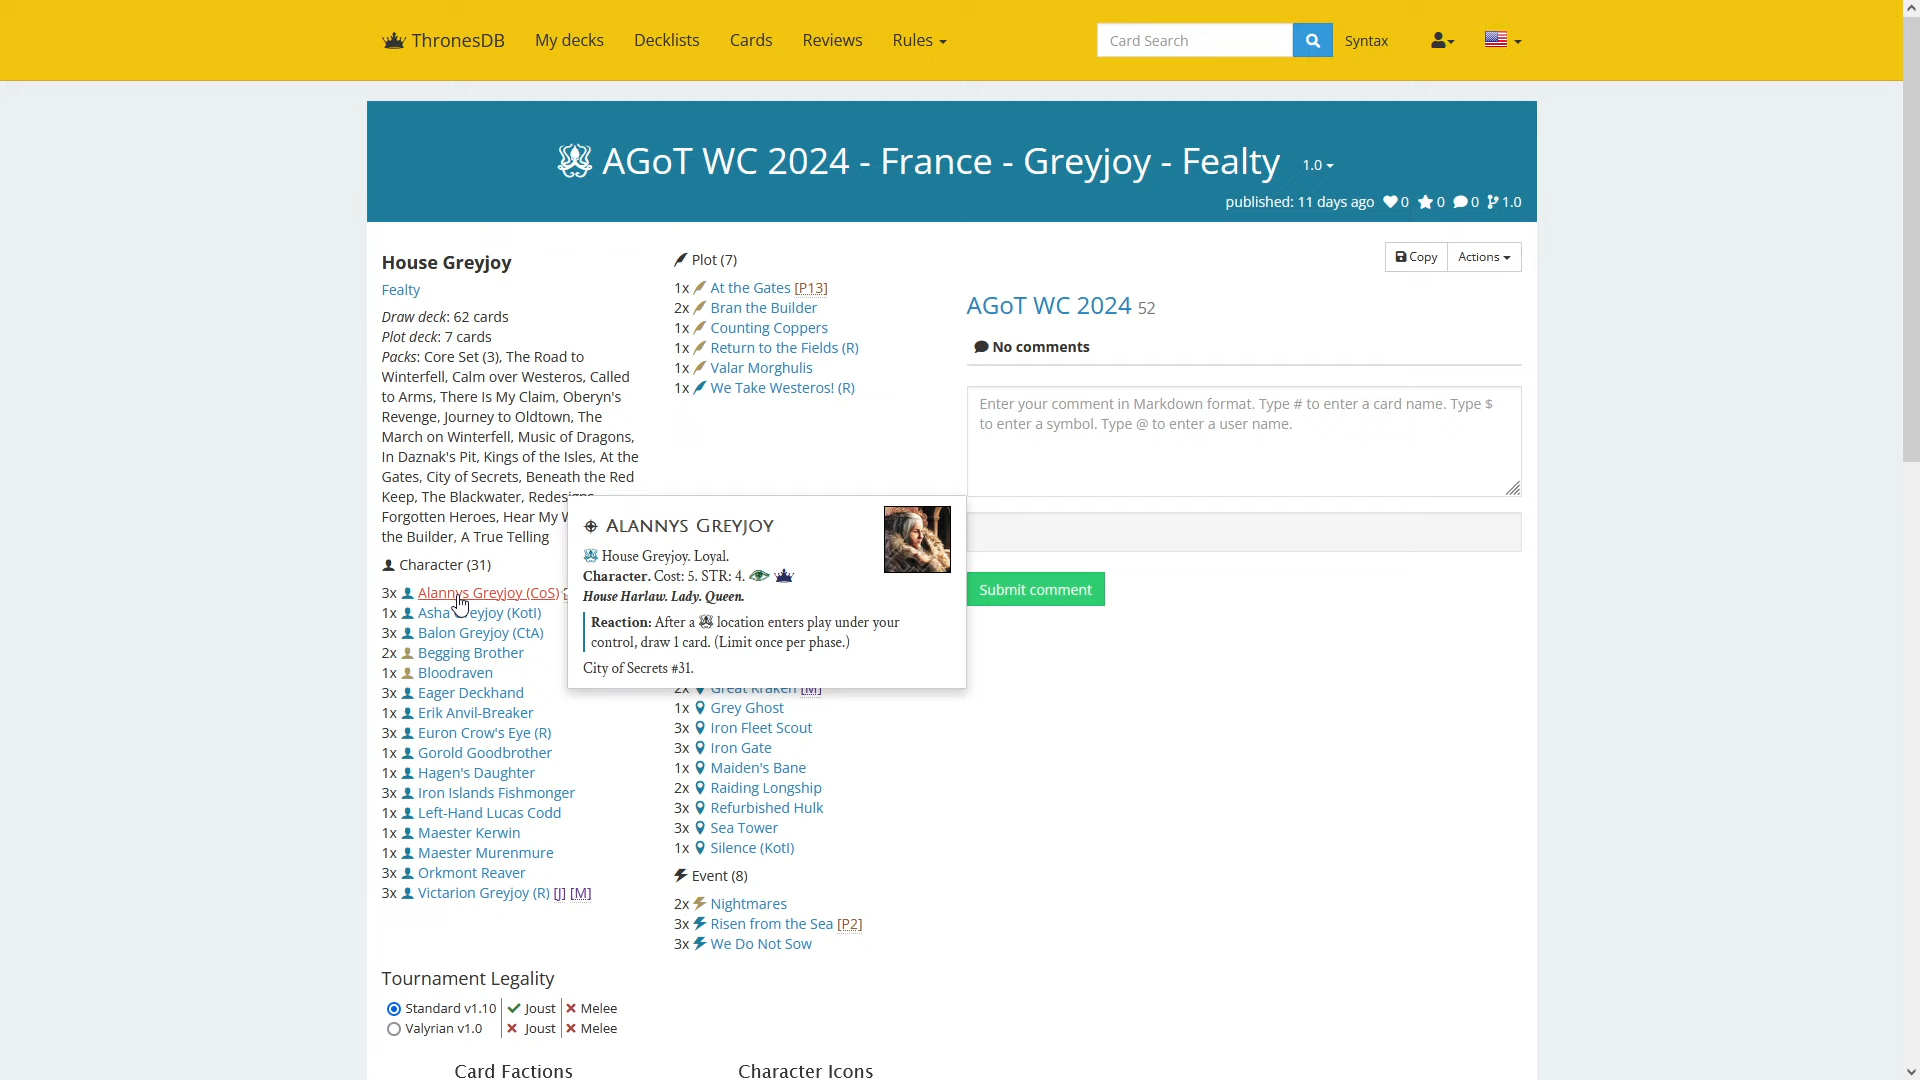 ThronesDB My decks Decklists Cards Reviews Rules Card Search Syntax
AGoT WC 2024 - France - Greyjoy - Fealty 1.0
published: 11 days ago 0 0 0 1.0
House Greyjoy
Fealty
Draw deck: 62 cards
Plot deck: 7 cards
Packs: Core Set (3), The Road to
Winterfell, Calm over Westeros, Called
to Arms, There Is My Claim, Oberyn's
Revenge, Journey to Oldtown, The
March on Winterfell, Music of Dragons,
In Daznak's Pit, Kings of the Isles, At the
Gates, City of Secrets, Beneath the Red
Keep, The Blackwater, Redesigns,
Forgotten Heroes, Hear My
the Builder, A True Telling
Character (31)
3x Alannys Greyjoy (CoS)
1x Asha Greyjoy (KotI)
3x Balon Greyjoy (CtA)
2x Begging Brother
1x Bloodraven
3x Eager Deckhand
1x Erik Anvil-Breaker
3x Euron Crow's Eye (R)
1x Gorold Goodbrother
1x Hagen's Daughter
3x Iron Islands Fishmonger
1x Left-Hand Lucas Codd
1x Maester Kerwin
1x Maester Murenmure
3x Orkmont Reaver
3x Victarion Greyjoy (R) [J] [M]
Plot (7)
1x At the Gates [P13]
2x Bran the Builder
1x Counting Coppers
1x Return to the Fields (R)
1x Valar Morghulis
1x We Take Westeros! (R)
ALANNYS GREYJOY
House Greyjoy. Loyal.
Character. Cost: 5. STR: 4.
House Harlaw. Lady. Queen.
Reaction: After a location enters play under your
control, draw 1 card. (Limit once per phase.)
City of Secrets #31.
2x Great Kraken [M]
1x Grey Ghost
3x Iron Fleet Scout
3x Iron Gate
1x Maiden's Bane
2x Raiding Longship
3x Refurbished Hulk
3x Sea Tower
1x Silence (KotI)
Event (8)
2x Nightmares
3x Risen from the Sea [P2]
3x We Do Not Sow
Copy Actions
AGoT WC 2024 52
No comments
Enter your comment in Markdown format. Type # to enter a card name. Type $
to enter a symbol. Type @ to enter a user name.
Submit comment
Tournament Legality
Standard v1.10 Joust Melee
Valyrian v1.0 Joust Melee
Card Factions Character Icons